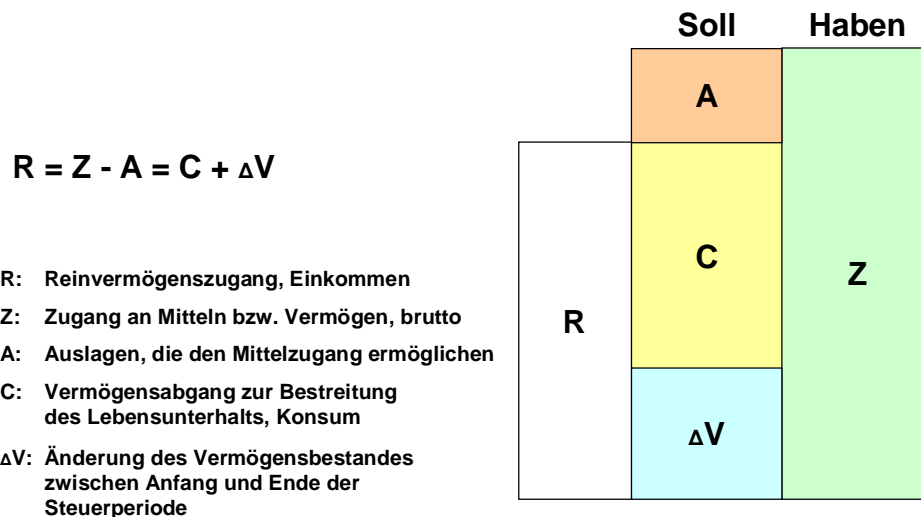 Soll Haben
A
R = Z - A = C + ΔV
C
Z
R
R: Reinvermögenszugang, Einkommen
Z: Zugang an Mitteln bzw. Vermögen, brutto
A: Auslagen, die den Mittelzugang ermöglichen
C: Vermögensabgang zur Bestreitung
des Lebensunterhalts, Konsum
ΔV: Änderung des Vermögensbestandes
zwischen Anfang und Ende der
Steuerperiode
ΔV